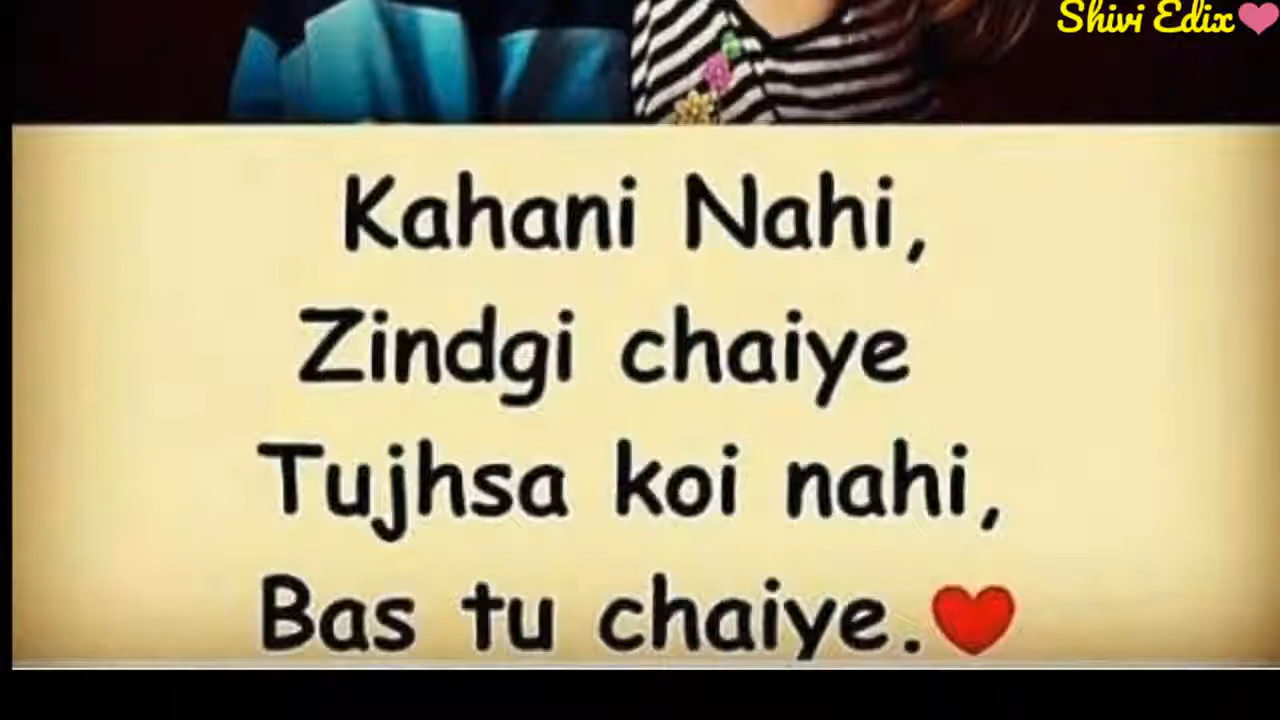 Shivi Edix🩷
Kahani Nahi,
Zindgi chaiye
Tujhsa koi nahi,
Bas tu chaiye.❤️